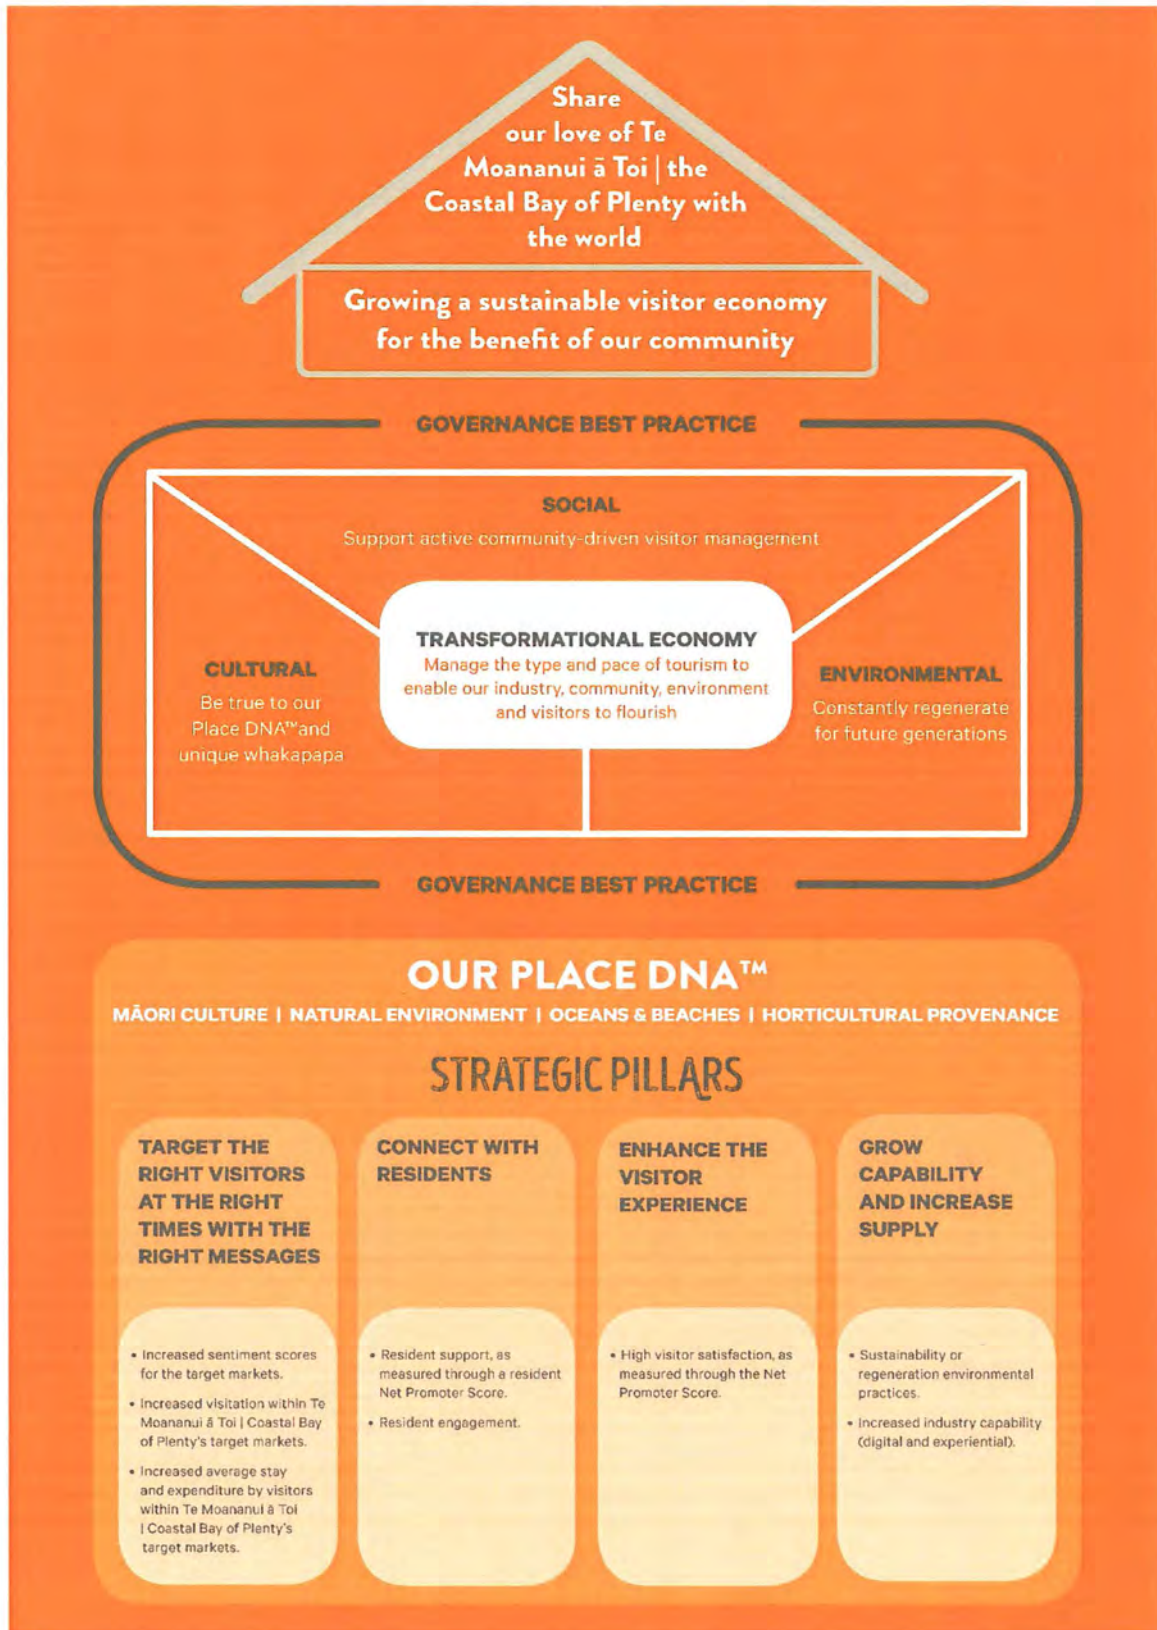 Share
our love of Te
Moananui ā Toi | the
Coastal Bay of Plenty with
the world
Growing a sustainable visitor economy
for the benefit of our community
GOVERNANCE BEST PRACTICE
SOCIAL
Support active community-driven visitor management
TRANSFORMATIONAL ECONOMY
Manage the type and pace of tourism to
enable our industry, community, environment
and visitors to flourish
CULTURAL
Be true to our
Place DNA™and
unique whakapapa
ENVIRONMENTAL
Constantly regenerate
for future generations
GOVERNANCE BEST PRACTICE
OUR PLACE DNA™
MĀORI CULTURE | NATURAL ENVIRONMENT | OCEANS & BEACHES | HORTICULTURAL PROVENANCE
STRATEGIC PILLARS
TARGET THE
RIGHT VISITORS
AT THE RIGHT
TIMES WITH THE
RIGHT MESSAGES
• Increased sentiment scores
for the target markets.
• Increased visitation within Te
Moananui ā Toi | Coastal Bay
of Plenty's target markets.
• Increased average stay
and expenditure by visitors
within Te Moananui ā Toi
| Coastal Bay of Plenty's
target markets.
CONNECT WITH
RESIDENTS
• Resident support, as
measured through a resident
Net Promoter Score.
• Resident engagement.
ENHANCE THE
VISITOR
EXPERIENCE
• High visitor satisfaction, as
measured through the Net
Promoter Score.
GROW
CAPABILITY
AND INCREASE
SUPPLY
• Sustainability or
regeneration environmental
practices.
• Increased industry capability
(digital and experiential).